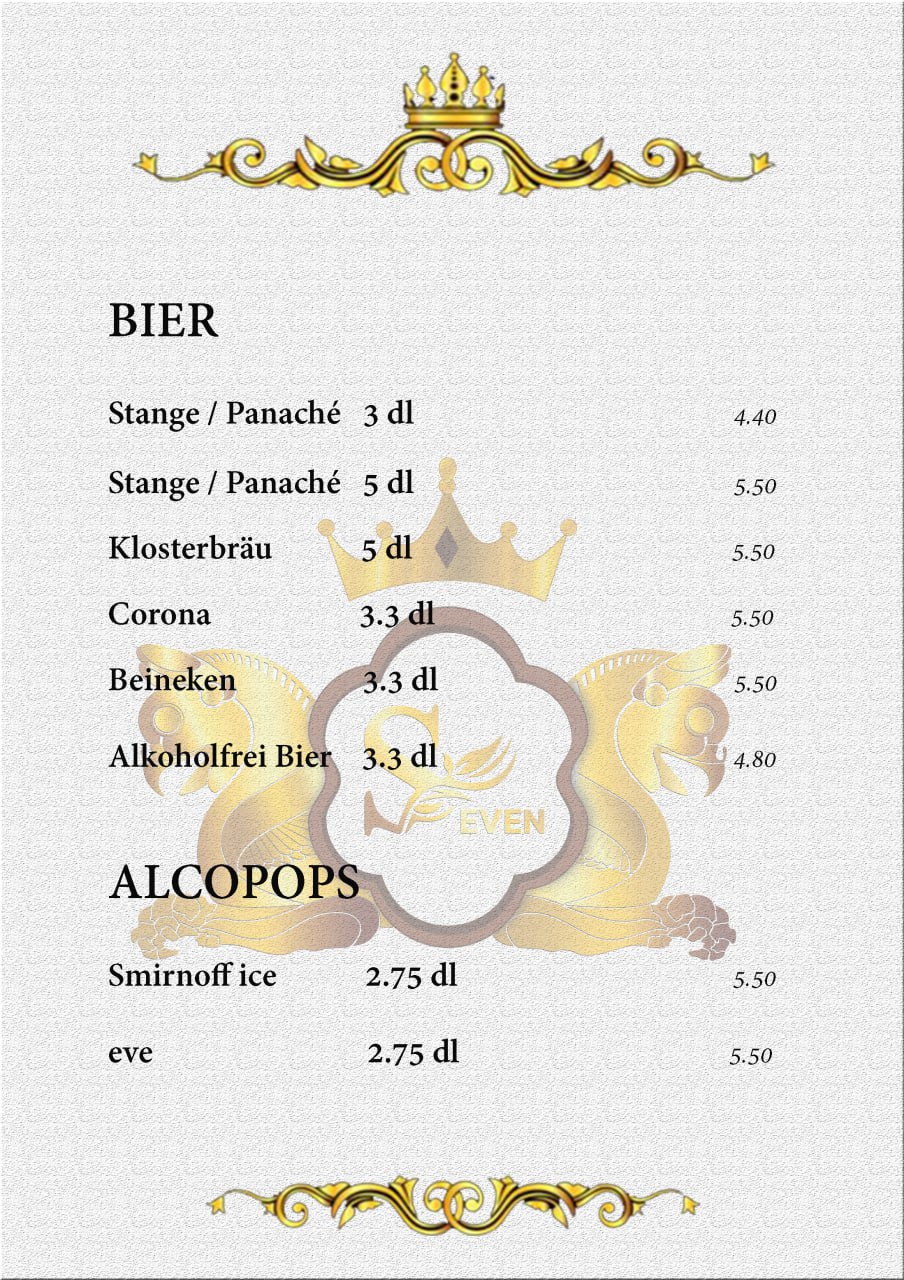 BIER
Stange / Panaché 3 dl 4.40
Stange / Panaché 5 dl 5.50
Klosterbräu 5 dl 5.50
Corona 3.3 dl 5.50
Beineken 3.3 dl 5.50
Alkoholfrei Bier 3.3 dl 4.80
SEVEN
ALCOPOPS
Smirnoff ice 2.75 dl 5.50
eve 2.75 dl 5.50